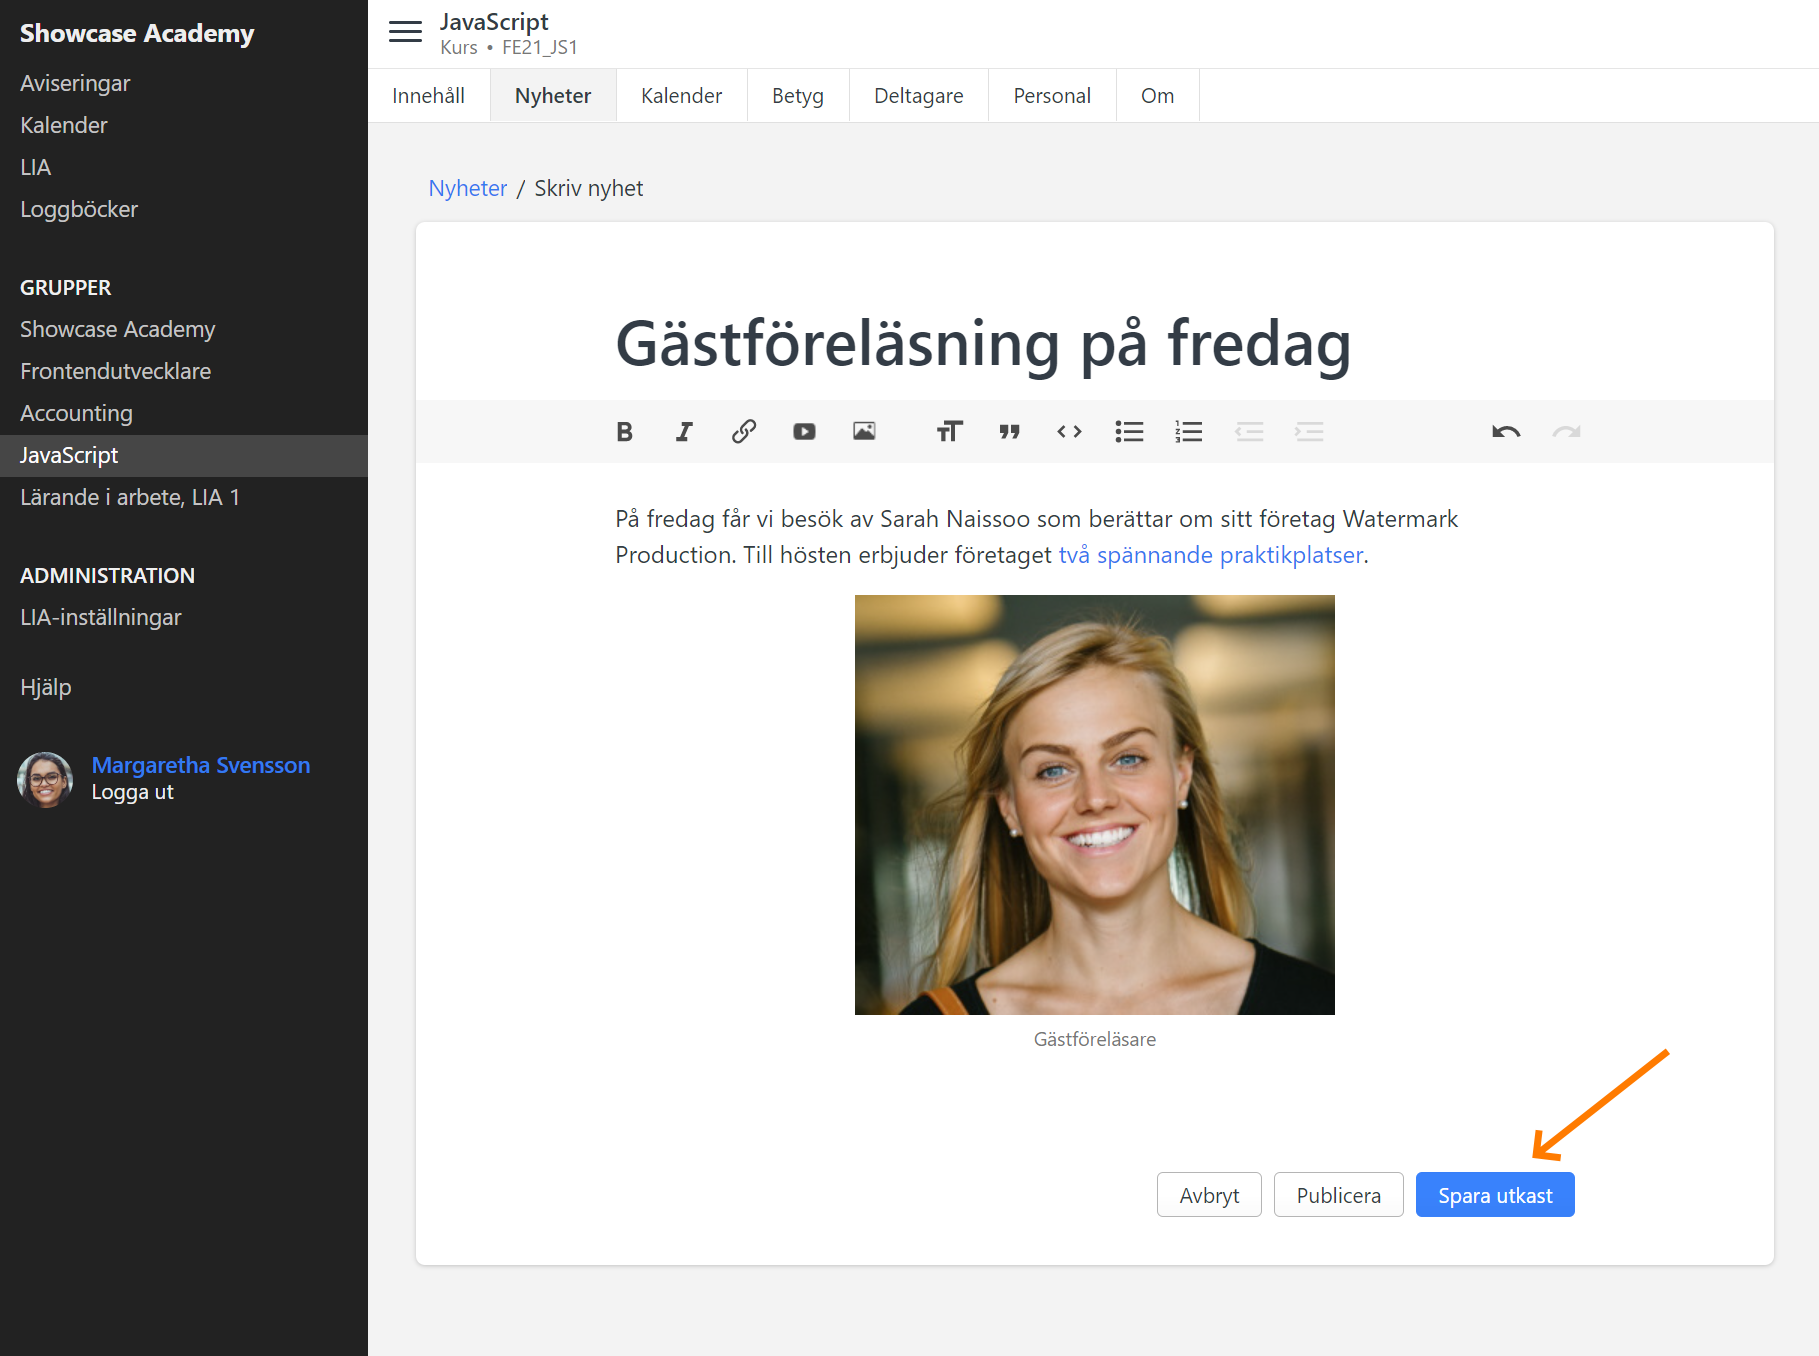 Showcase Academy
Aviseringar
Kalender
LIA
Loggböcker
GRUPPER
Showcase Academy
Frontendutvecklare
Accounting
JavaScript
Lärande i arbete, LIA 1
ADMINISTRATION
LIA-inställningar
Hjälp
Margaretha Svensson
Logga ut
JavaScript
Kurs • FE21_JS1
Innehåll Nyheter Kalender Betyg Deltagare Personal Om
Nyheter / Skriv nyhet
Gästföreläsning på fredag
På fredag får vi besök av Sarah Naissoo som berättar om sitt företag Watermark
Production. Till hösten erbjuder företaget två spännande praktikplatser.
Gästföreläsare
Avbryt Publicera Spara utkast